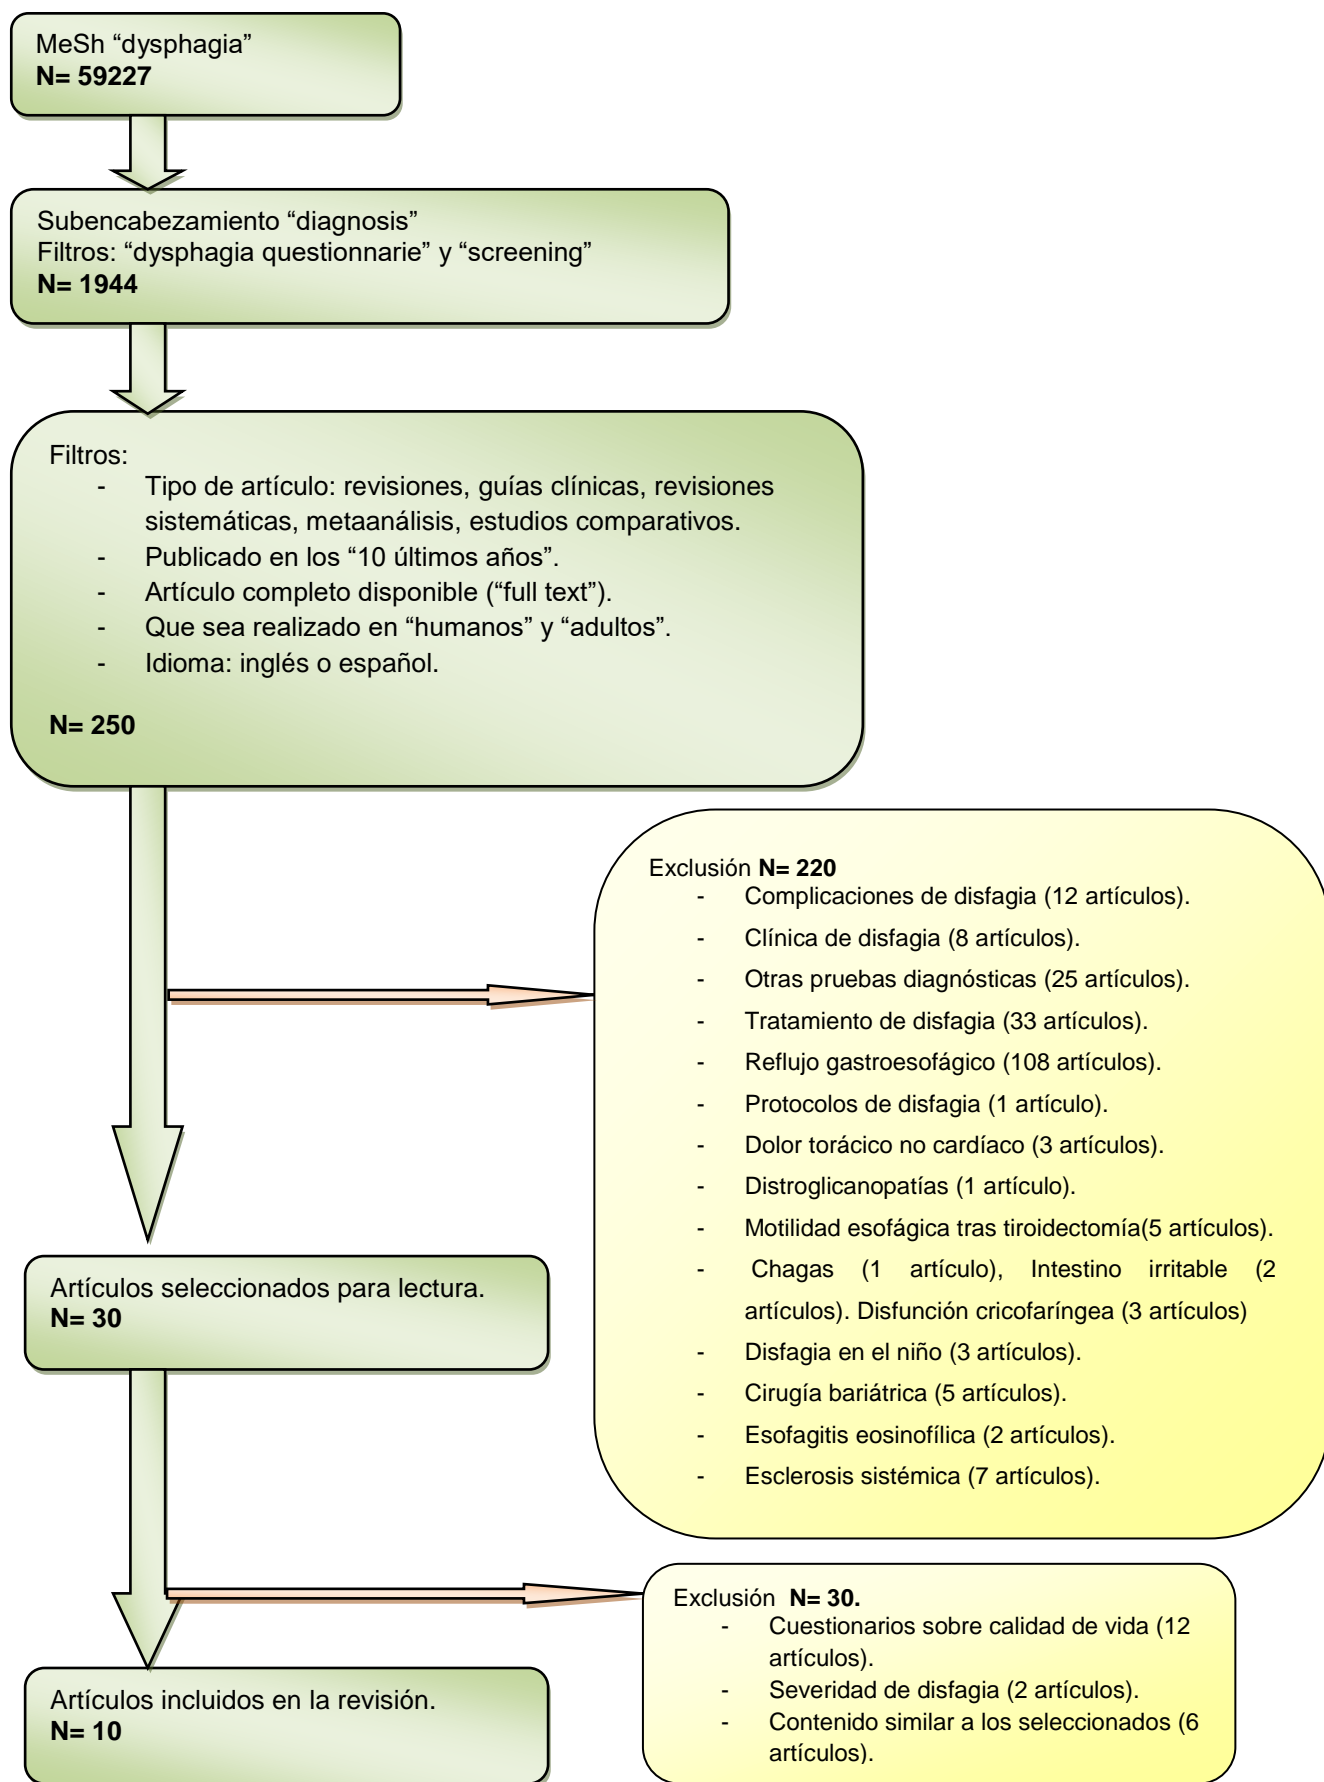 MeSh “dysphagia”
N= 59227
Subencabezamiento “diagnosis”
Filtros: “dysphagia questionnarie” y “screening”
N= 1944
Filtros:
- Tipo de artículo: revisiones, guías clínicas, revisiones
sistemáticas, metaanálisis, estudios comparativos.
- Publicado en los “10 últimos años”.
- Artículo completo disponible (“full text”).
- Que sea realizado en “humanos” y “adultos”.
- Idioma: inglés o español.
N= 250
Exclusión N= 220
- Complicaciones de disfagia (12 artículos).
- Clínica de disfagia (8 artículos).
- Otras pruebas diagnósticas (25 artículos).
- Tratamiento de disfagia (33 artículos).
- Reflujo gastroesofágico (108 artículos).
- Protocolos de disfagia (1 artículo).
- Dolor torácico no cardíaco (3 artículos).
- Distroglicanopatías (1 artículo).
- Motilidad esofágica tras tiroidectomía(5 artículos).
- Chagas (1 artículo), Intestino irritable (2
artículos). Disfunción cricofaríngea (3 artículos)
- Disfagia en el niño (3 artículos).
- Cirugía bariátrica (5 artículos).
- Esofagitis eosinofílica (2 artículos).
- Esclerosis sistémica (7 artículos).
Artículos seleccionados para lectura.
N= 30
Exclusión N= 30.
- Cuestionarios sobre calidad de vida (12
artículos).
- Severidad de disfagia (2 artículos).
- Contenido similar a los seleccionados (6
artículos).
Artículos incluidos en la revisión.
N= 10